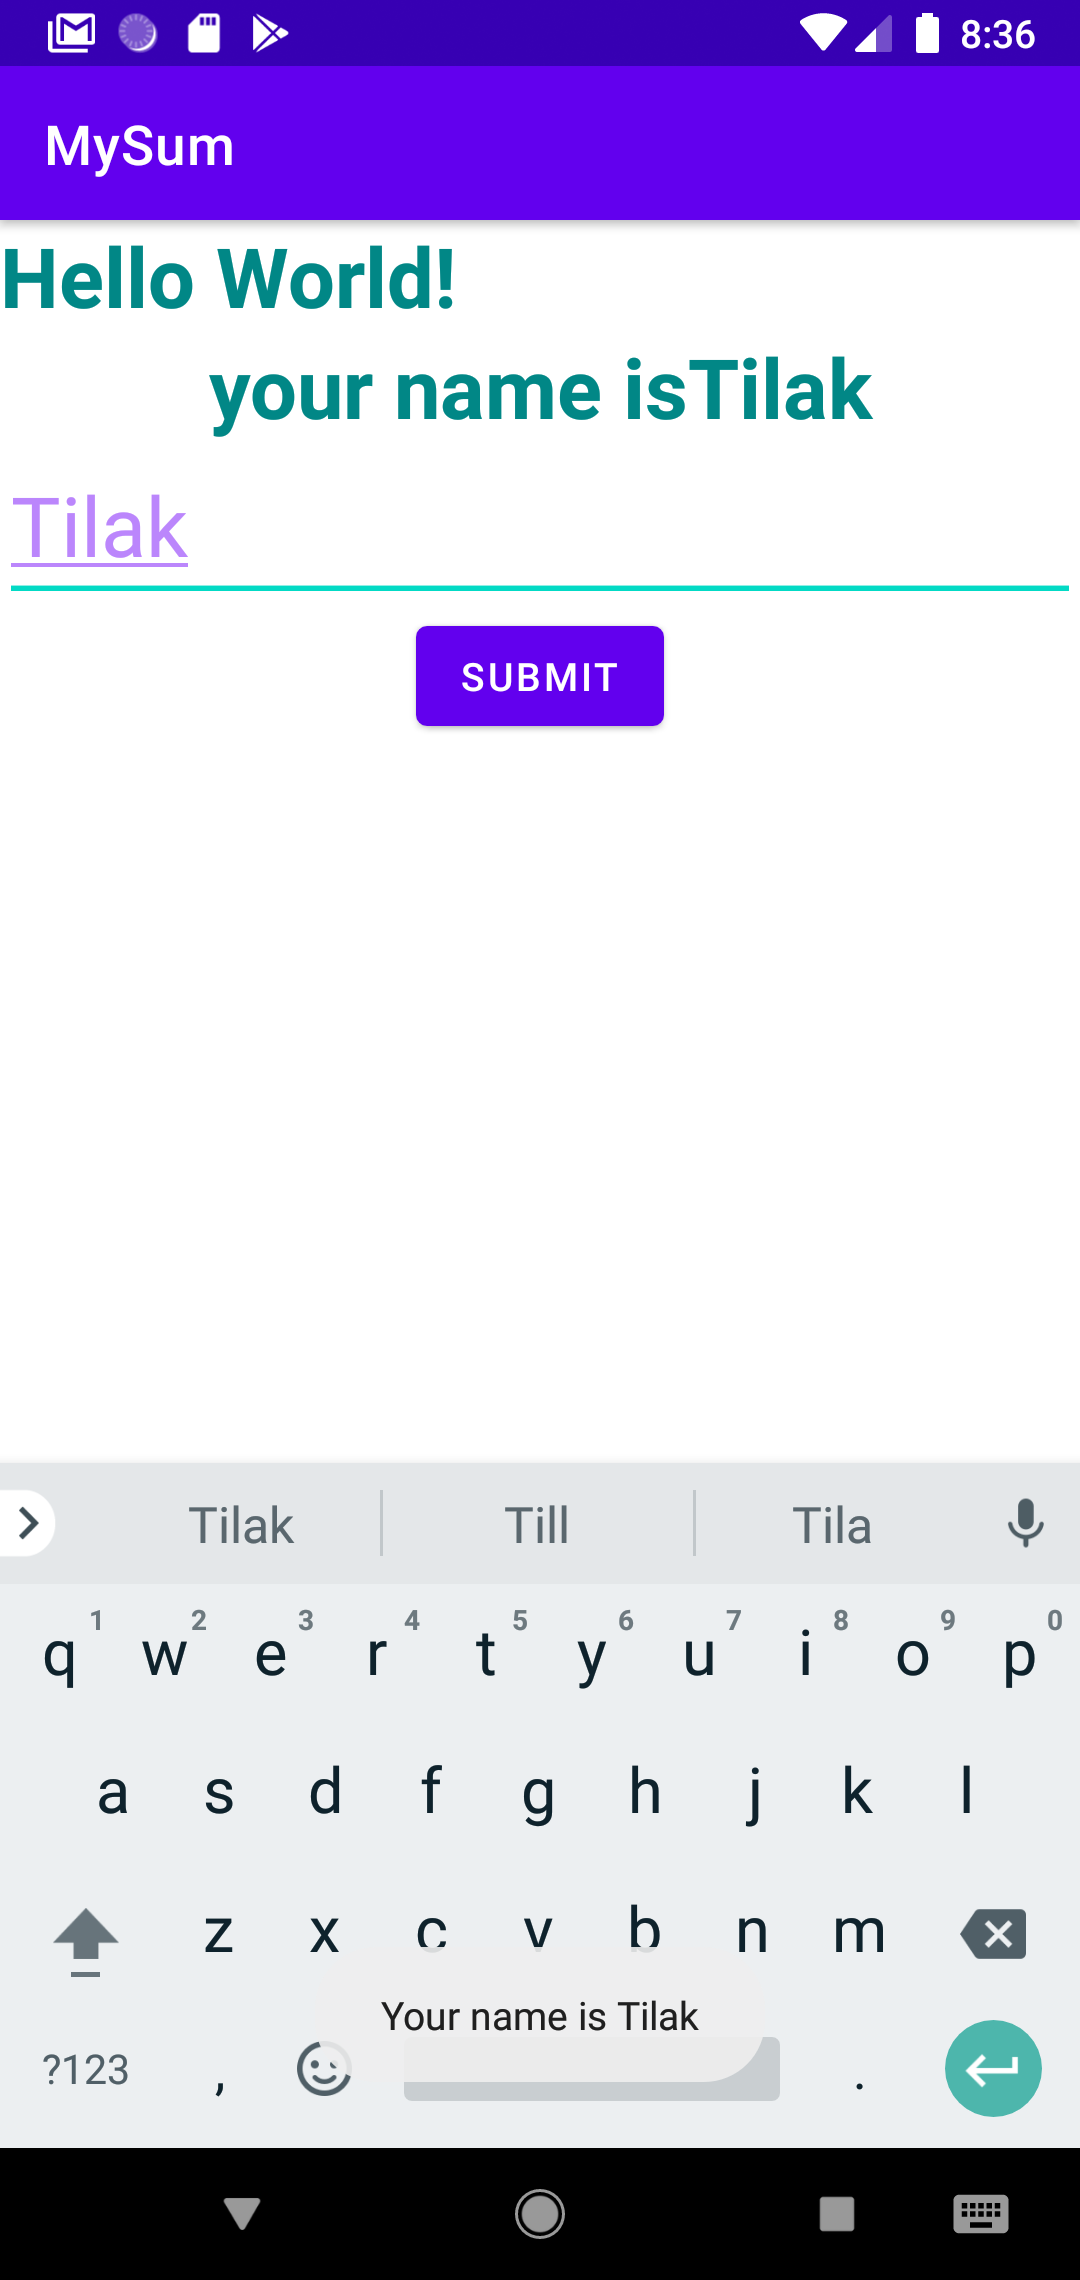 8:36
MySum
Hello World!
your name isTilak
Tilak
SUBMIT
Tilak Till Tila
1 2 3 4 5 6 7 8 9 0
q w e r t y u i o p
a s d f g h j k l
z x c v b n m
Your name is Tilak
?123 , .